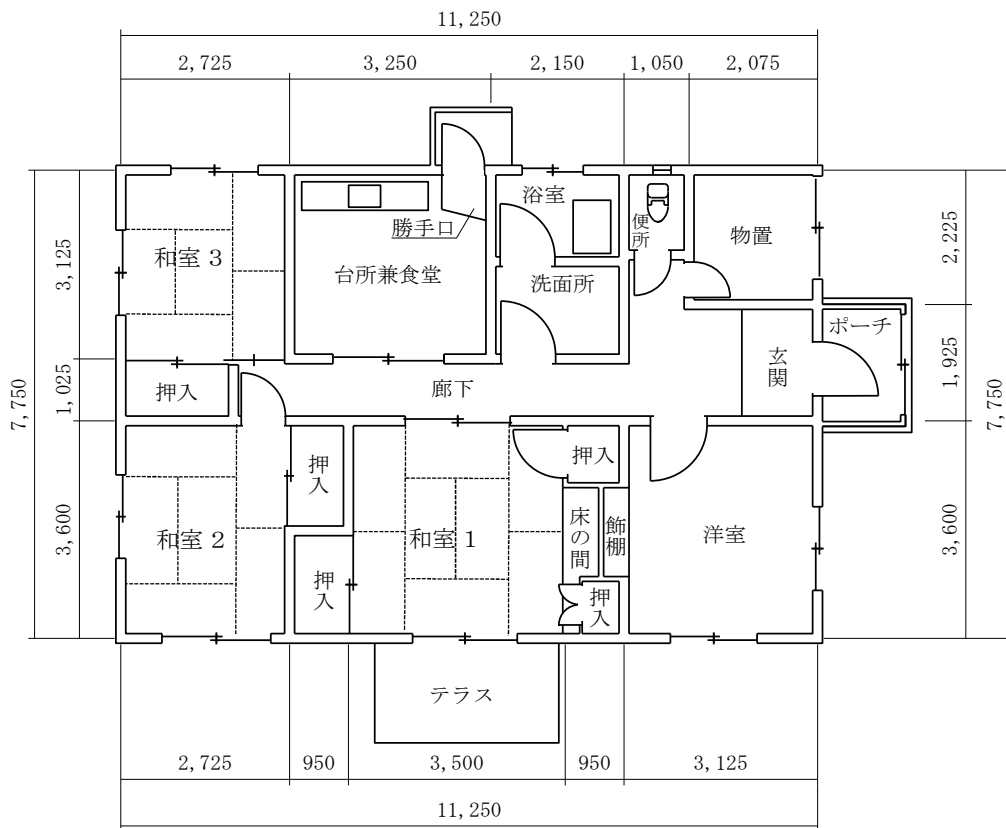 11,250
2,725
3,250
2,150
1,050
2,075
浴室
便所
物置
勝手口
和室３
台所兼食堂
洗面所
ポーチ
玄関
押入
廊下
7,750
3,125
1,025
3,600
2,225
1,925
3,600
7,750
押入
押入
和室２
和室１
床の間
飾棚
洋室
押入
押入
テラス
2,725
950
3,500
950
3,125
11,250